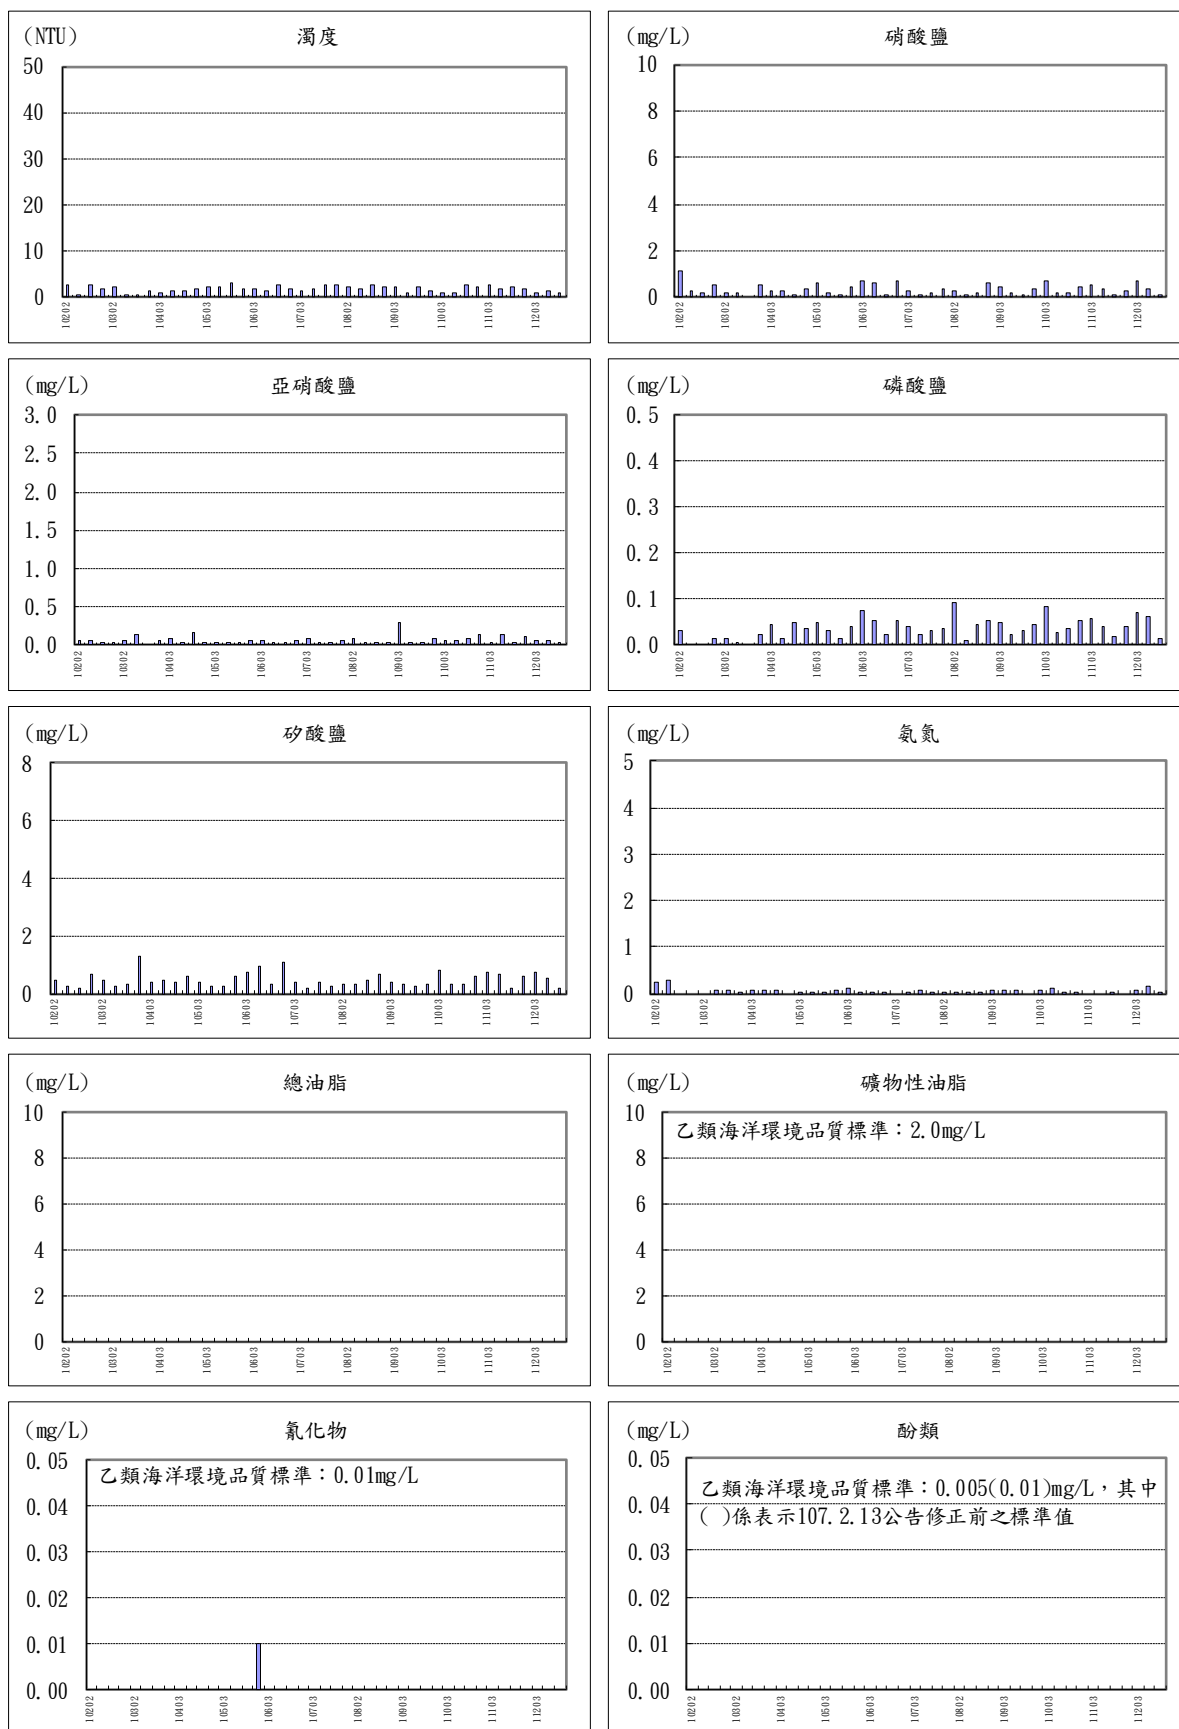 (NTU) 濁度
50
40
30
20
10
0
10202 10302 10403 10503 10603 10703 10802 10903 11003 11103 11203
(mg/L) 硝酸鹽
10
8
6
4
2
0
10202 10302 10403 10503 10603 10703 10802 10903 11003 11103 11203
(mg/L) 亞硝酸鹽
3.0
2.5
2.0
1.5
1.0
0.5
0.0
10202 10302 10403 10503 10603 10703 10802 10903 11003 11103 11203
(mg/L) 磷酸鹽
0.5
0.4
0.3
0.2
0.1
0.0
10202 10302 10403 10503 10603 10703 10802 10903 11003 11103 11203
(mg/L) 矽酸鹽
8
6
4
2
0
10202 10302 10403 10503 10603 10703 10802 10903 11003 11103 11203
(mg/L) 氨氮
5
4
3
2
1
0
10202 10302 10403 10503 10603 10703 10802 10903 11003 11103 11203
(mg/L) 總油脂
10
8
6
4
2
0
10202 10302 10403 10503 10603 10703 10802 10903 11003 11103 11203
(mg/L) 礦物性油脂
乙類海洋環境品質標準：2.0mg/L
10
8
6
4
2
0
10202 10302 10403 10503 10603 10703 10802 10903 11003 11103 11203
(mg/L) 氰化物
乙類海洋環境品質標準：0.01mg/L
0.05
0.04
0.03
0.02
0.01
0.00
10202 10302 10403 10503 10603 10703 10802 10903 11003 11103 11203
(mg/L) 酚類
乙類海洋環境品質標準：0.005(0.01)mg/L，其中
( )係表示107.2.13公告修正前之標準值
0.05
0.04
0.03
0.02
0.01
0.00
10202 10302 10403 10503 10603 10703 10802 10903 11003 11103 11203